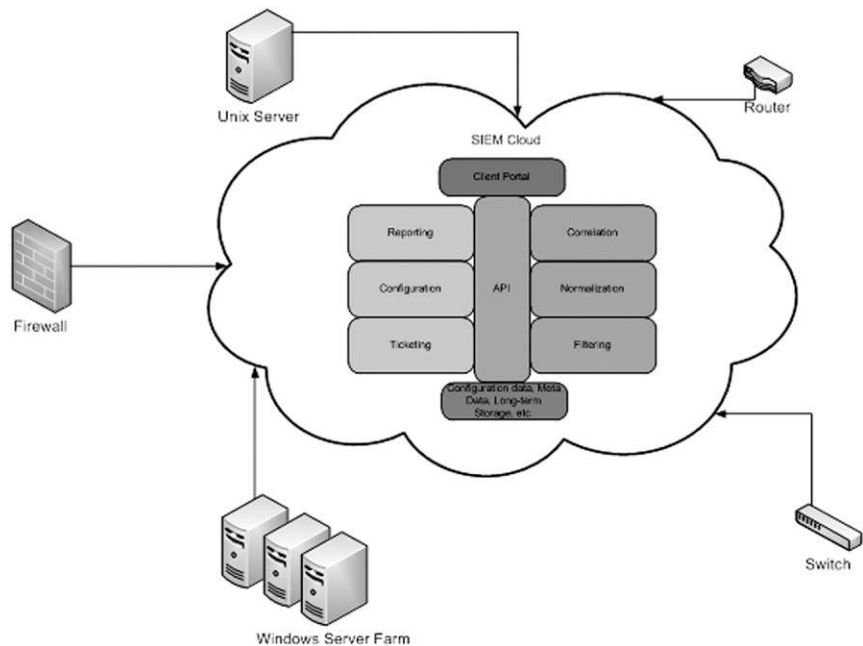 Unix Server
Router
SIEM Cloud
Client Portal
Reporting
Correlation
Firewall
Configuration
API
Normalization
Ticketing
Filtering
Configuration data, Meta
Data, Long-term
Storage, etc.
Switch
Windows Server Farm